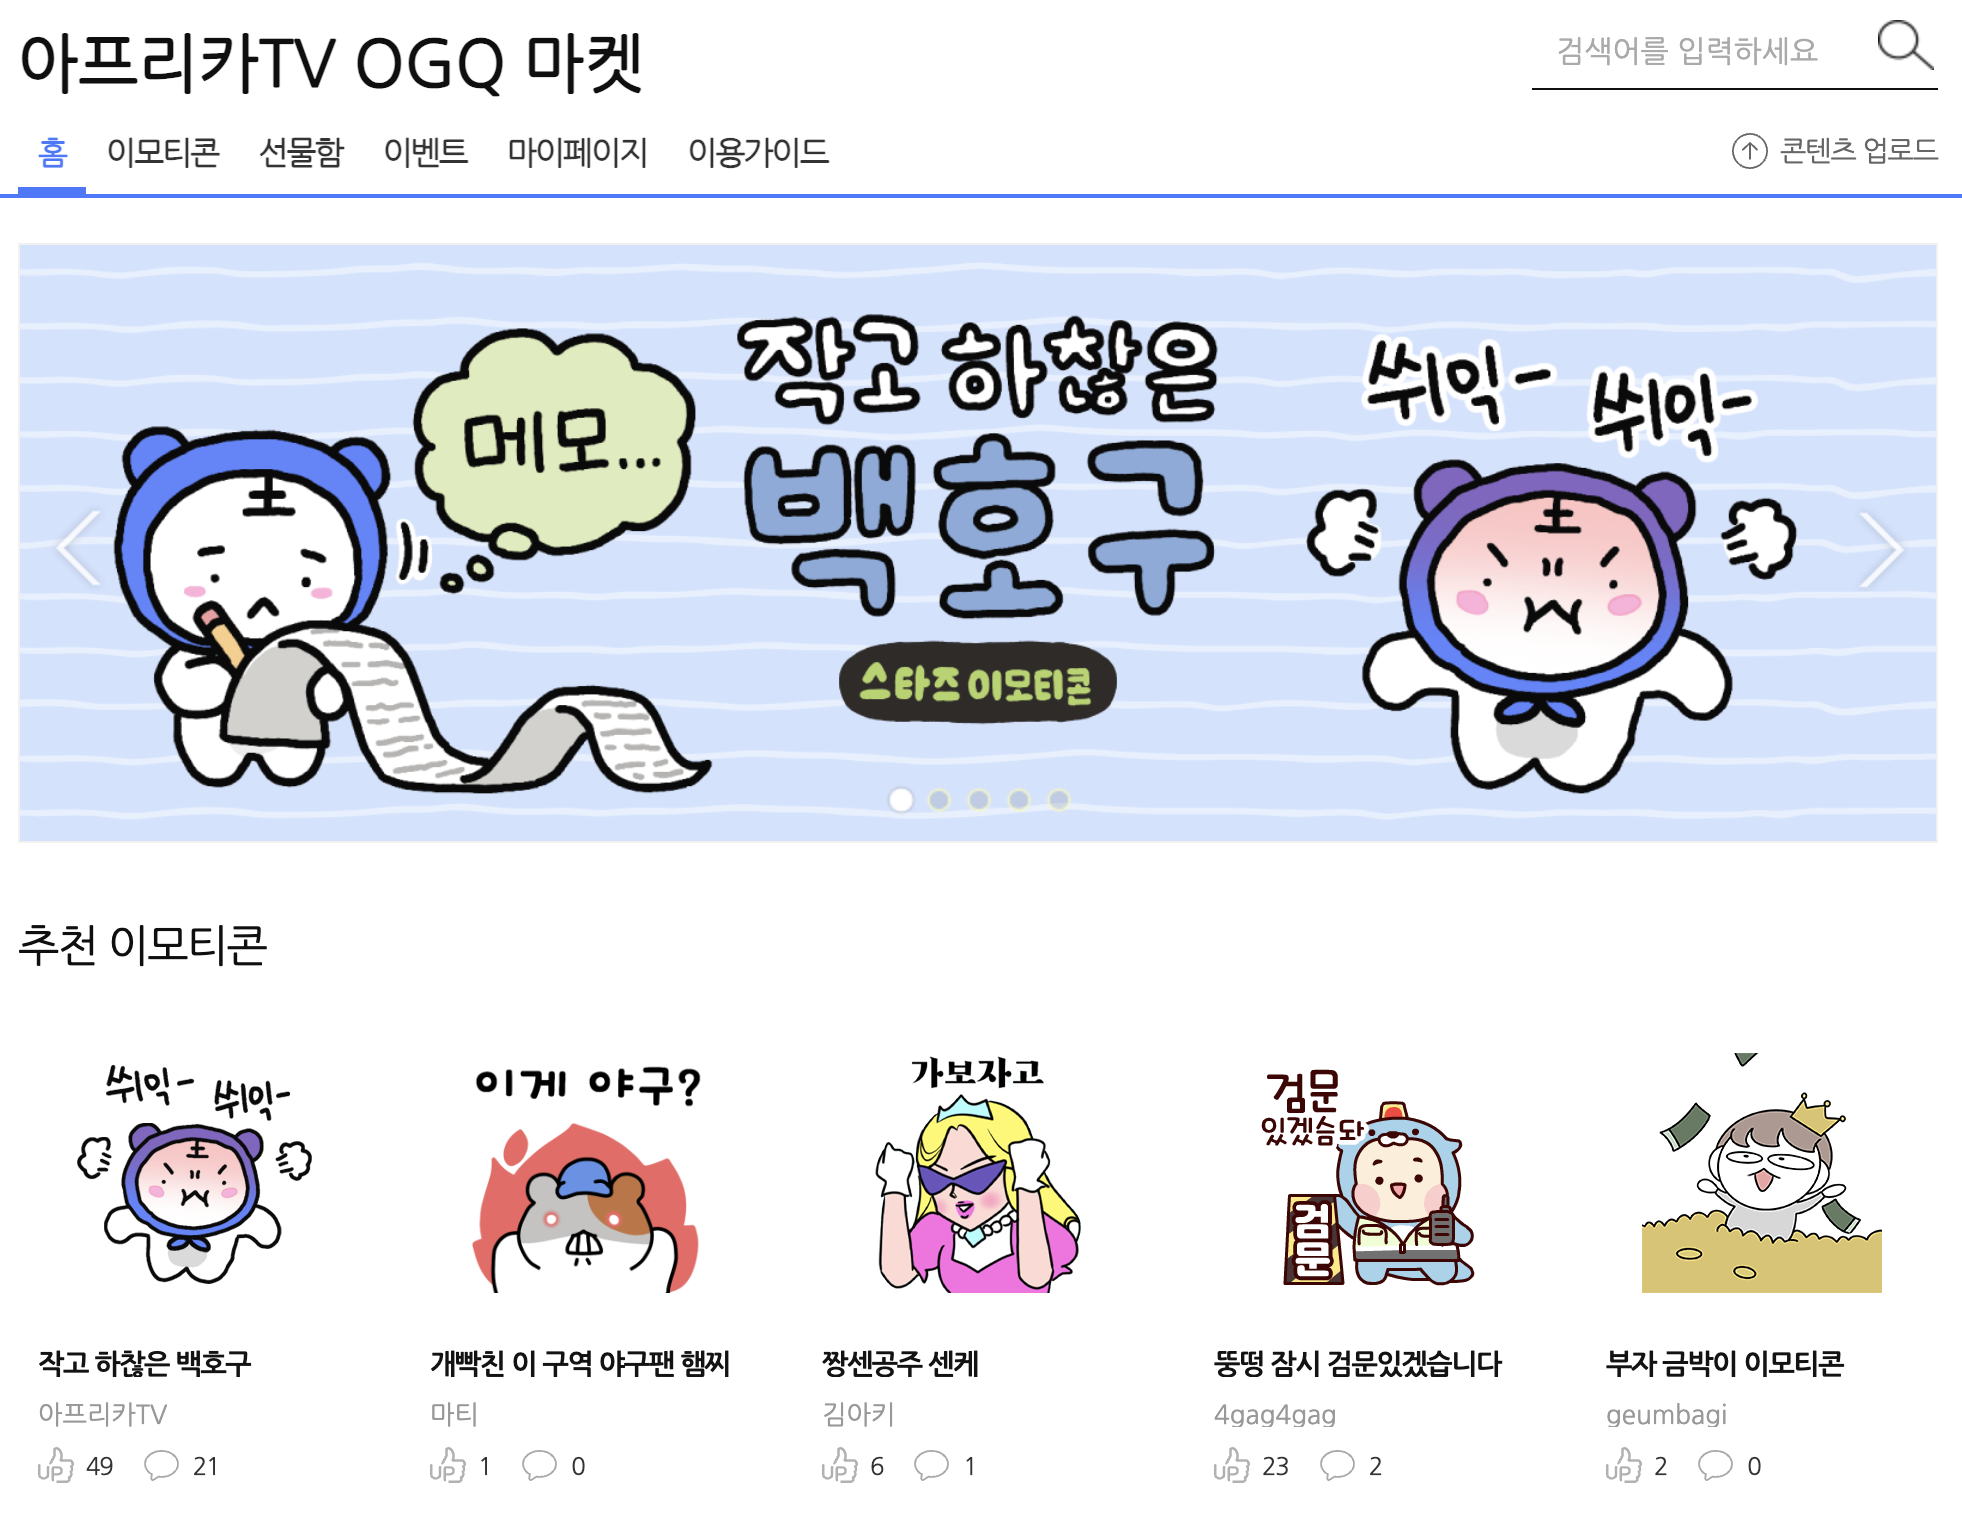 아프리카TV OGQ 마켓
검색어를 입력하세요
홈 이모티콘 선물함 이벤트 마이페이지 이용가이드
콘텐츠 업로드
메모...
작고 하찮은
백호구
스타즈 이모티콘
쒸익- 쒸익-
추천 이모티콘
쒸익- 쒸익-
이게 야구?
가보자고
검문
있겠슴돠
검문
작고 하찮은 백호구
아프리카TV
UP 49 21
개빡친 이 구역 야구팬 햄찌
마티
UP 1 0
짱센공주 센케
김아키
UP 6 1
뚱떵 잠시 검문있겠습니다
4gag4gag
UP 23 2
부자 금박이 이모티콘
geumbagi
UP 2 0